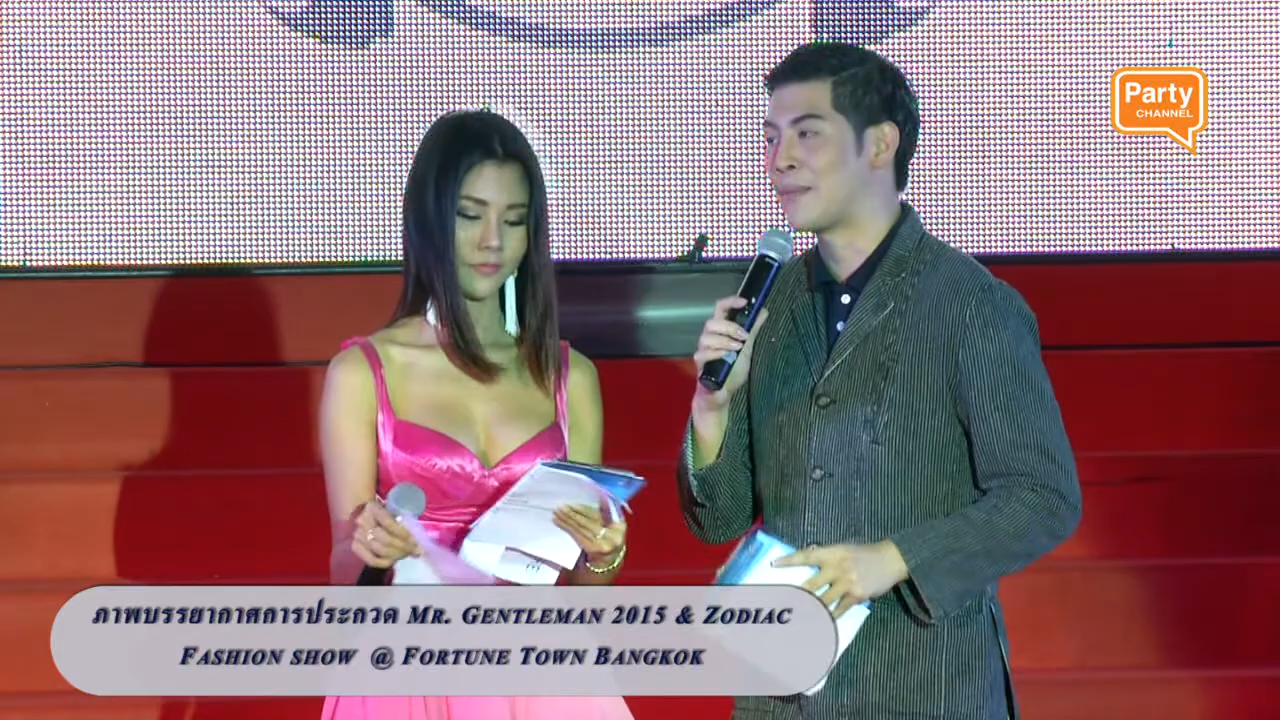 Party
CHANNEL
ภาพบรรยากาศการประกวด MR. GENTLEMAN 2015 & ZODIAC
FASHION SHOW @ FORTUNE TOWN BANGKOK